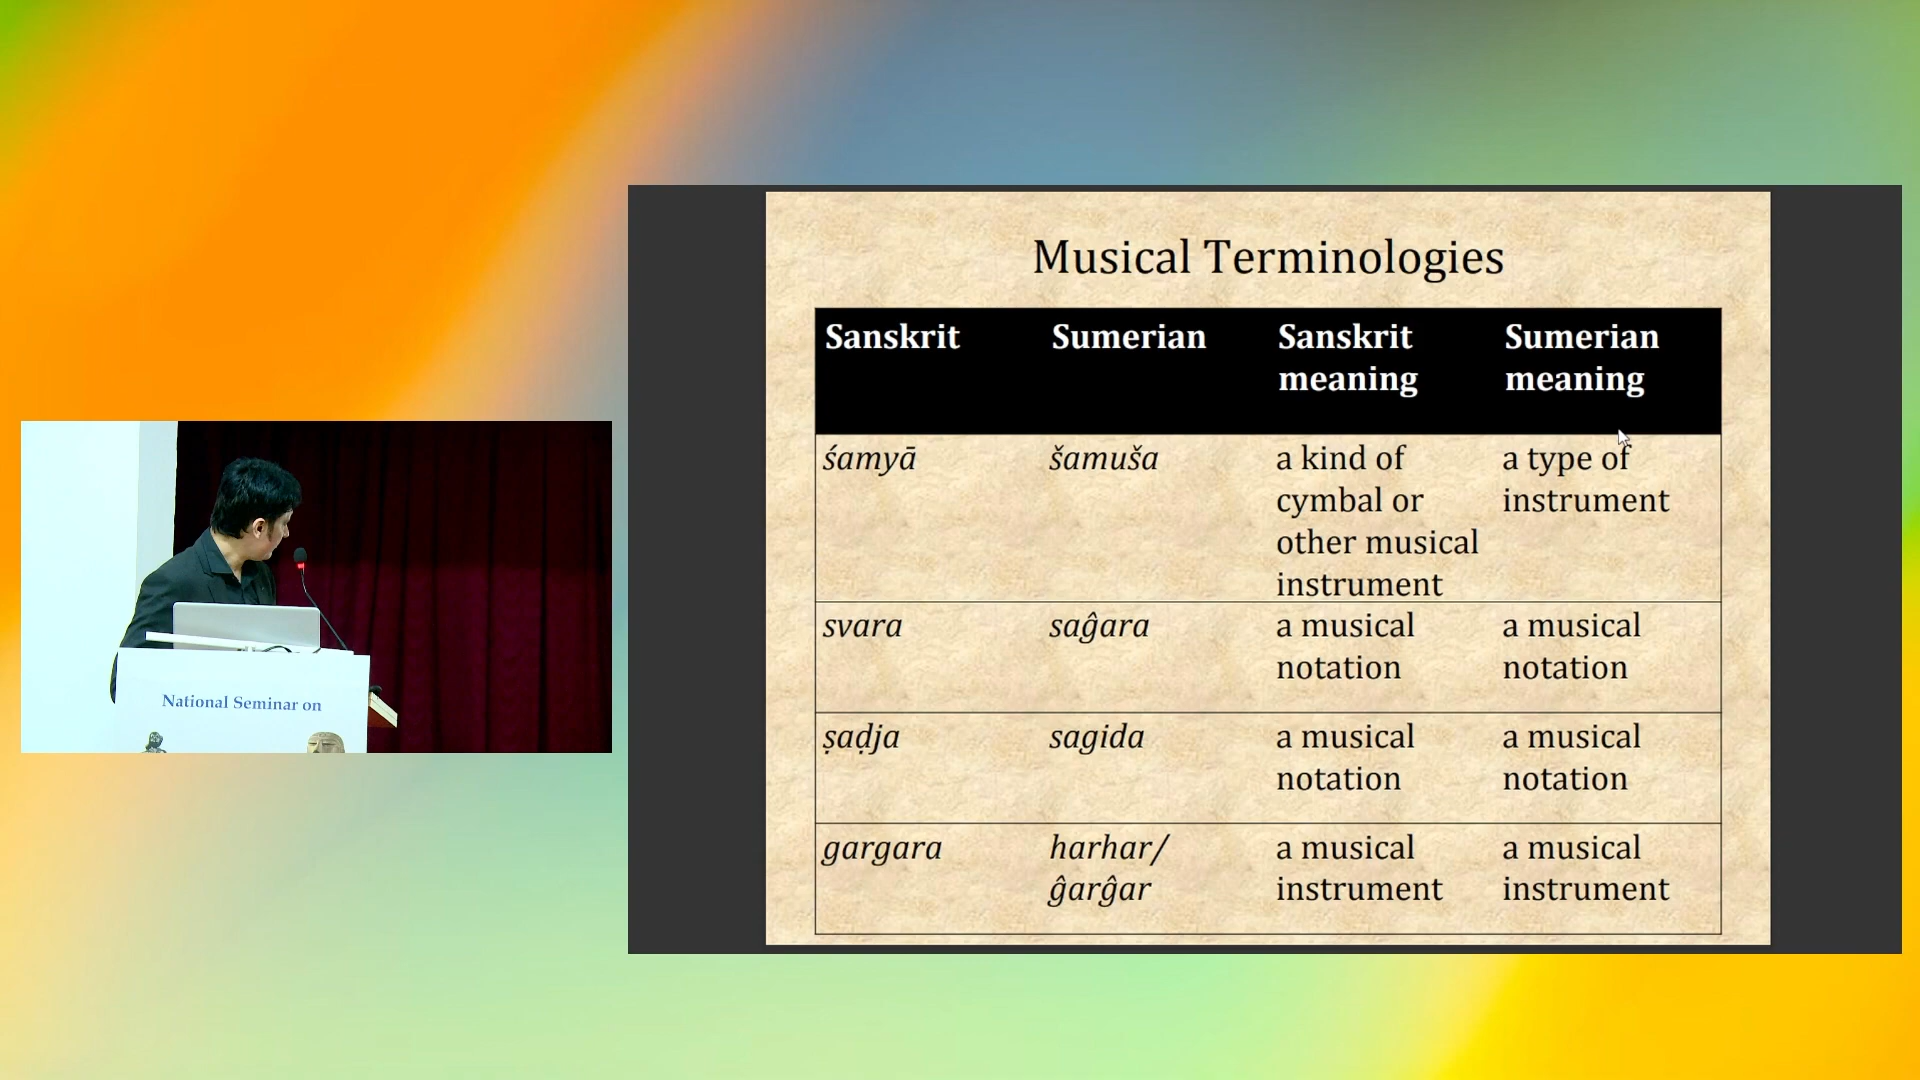 Musical Terminologies
Sanskrit Sumerian Sanskrit meaning Sumerian meaning
śamyā šamuša a kind of cymbal or other musical instrument a type of instrument
svara saĝara a musical notation a musical notation
ṣaḍja sagida a musical notation a musical notation
gargara harhar/ ĝarĝar a musical instrument a musical instrument
National Seminar on